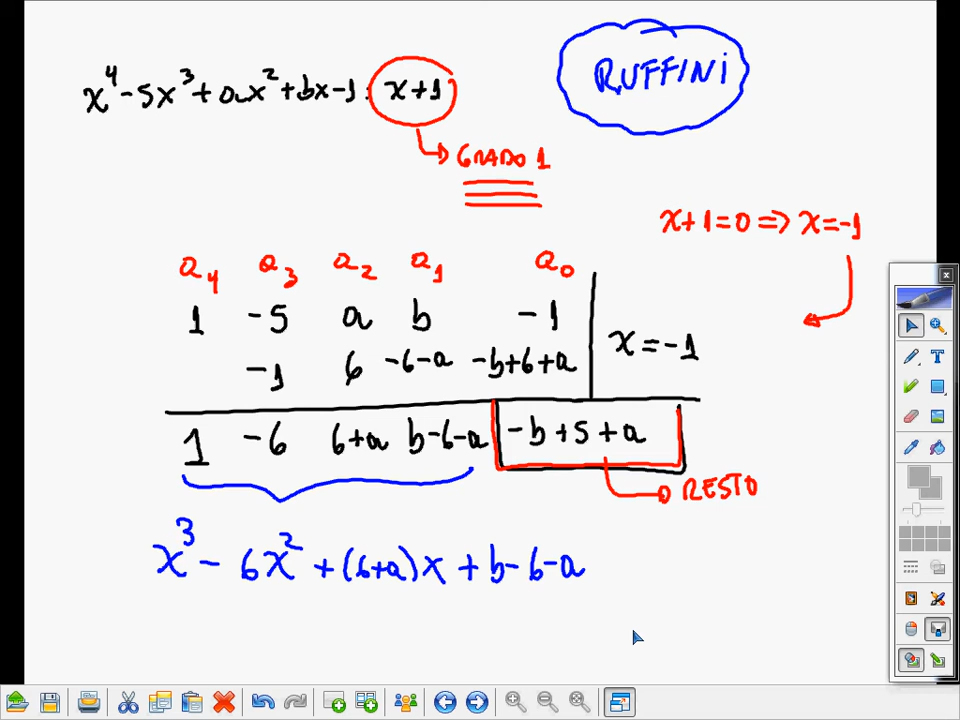 x⁴ - 5x³ + ax² + bx - 1 : x+1
RUFFINI
GRADO 1
x+1=0 => x=-1
a₄ a₃ a₂ a₁ a₀
1 -5 a b -1
-1 6 -6-a -b+6+a
x=-1
1 -6 6+a b-6-a -b+5+a
RESTO
x³ - 6x² + (6+a)x + b-6-a